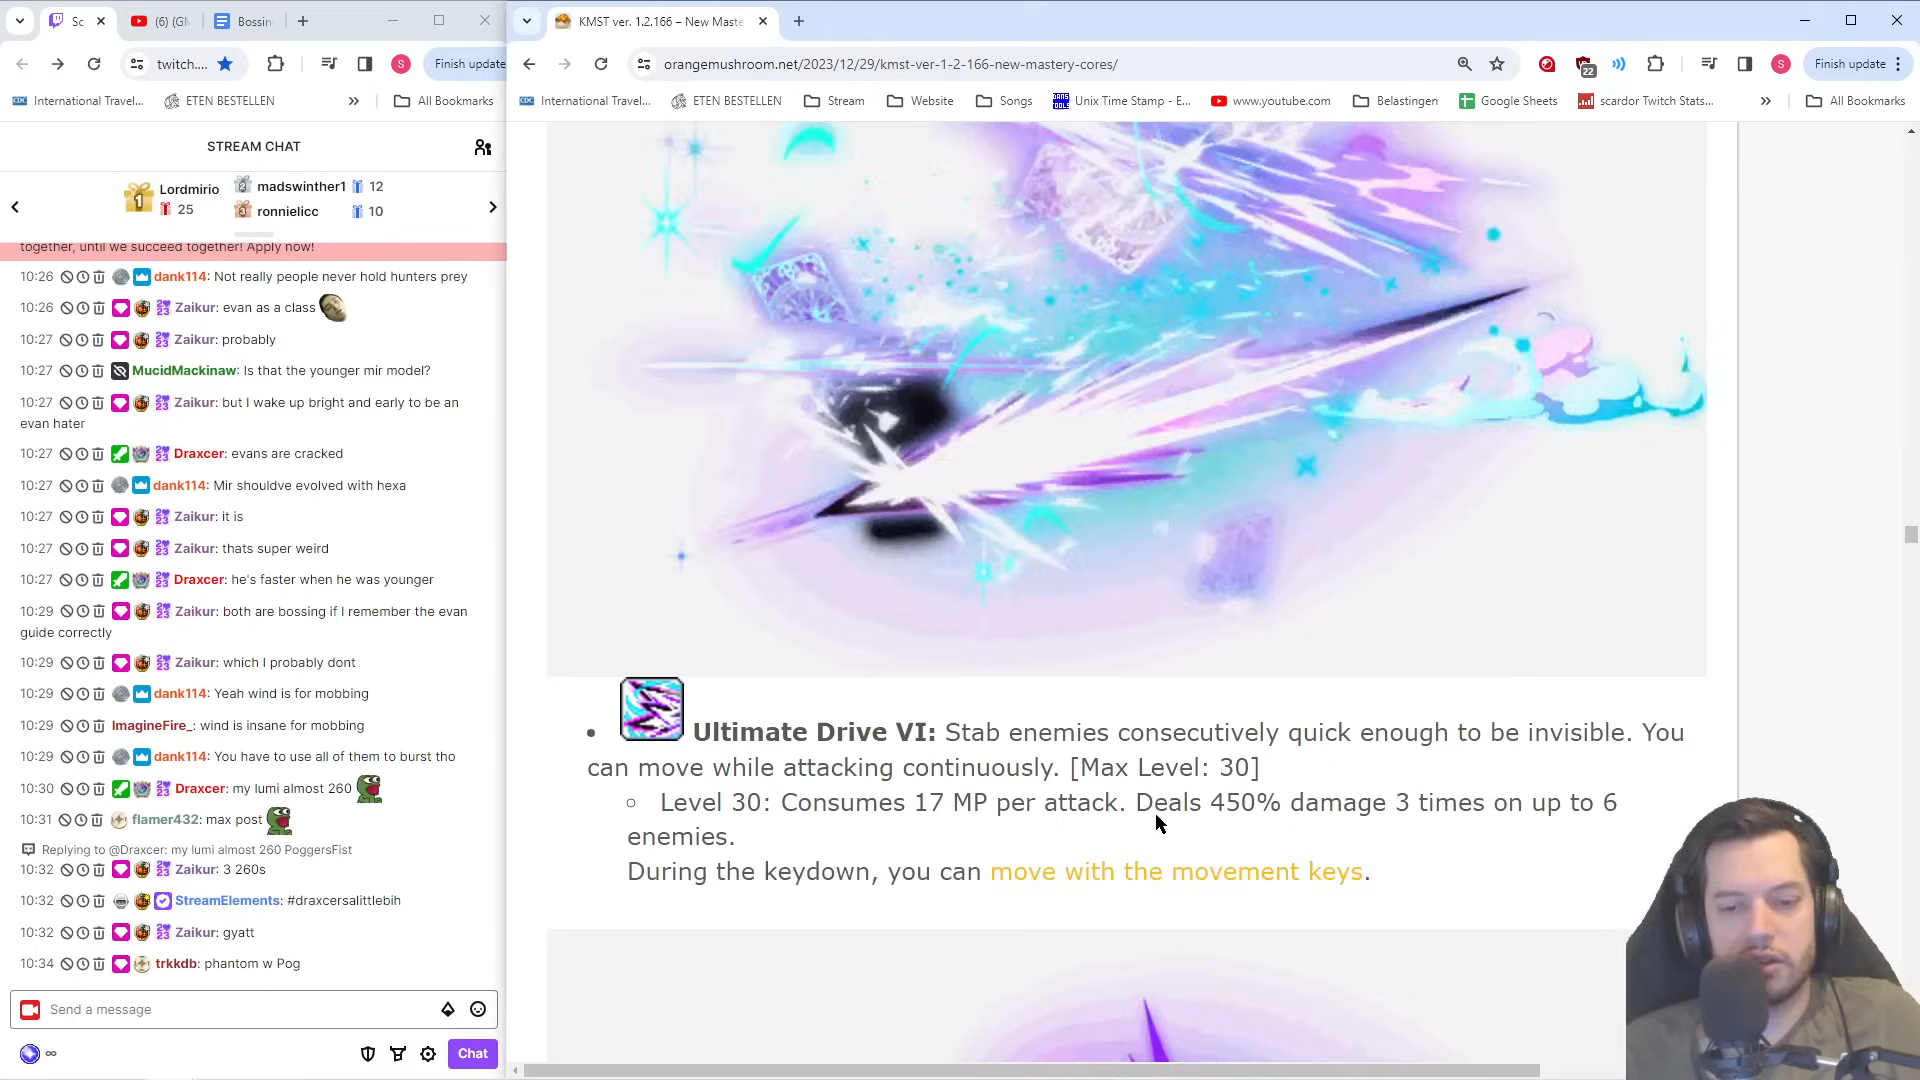 Sc
(6) (GM
Bossin
twitch....
Finish update
International Travel...
ETEN BESTELLEN
»
All Bookmarks
STREAM CHAT
1
Lordmirio
25
2
madswinther1
12
3
ronnielicc
10
together, until we succeed together! Apply now!
10:26 dank114: Not really people never hold hunters prey
10:26 Zaikur: evan as a class
10:27 Zaikur: probably
10:27 MucidMackinaw: Is that the younger mir model?
10:27 Zaikur: but I wake up bright and early to be an
evan hater
10:27 Draxcer: evans are cracked
10:27 dank114: Mir shouldve evolved with hexa
10:27 Zaikur: it is
10:27 Zaikur: thats super weird
10:27 Draxcer: he's faster when he was younger
10:29 Zaikur: both are bossing if I remember the evan
guide correctly
10:29 Zaikur: which I probably dont
10:29 dank114: Yeah wind is for mobbing
10:29 ImagineFire_: wind is insane for mobbing
10:29 dank114: You have to use all of them to burst tho
10:30 Draxcer: my lumi almost 260
10:31 flamer432: max post
Replying to @Draxcer: my lumi almost 260 PoggersFist
10:32 Zaikur: 3 260s
10:32 StreamElements: #draxcersalittlebih
10:32 Zaikur: gyatt
10:34 trkkdb: phantom w Pog
Send a message
∞
Chat
KMST ver. 1.2.166 – New Maste
orangemushroom.net/2023/12/29/kmst-ver-1-2-166-new-mastery-cores/
22
S
Finish update
International Travel...
ETEN BESTELLEN
Stream
Website
Songs
Unix Time Stamp - E...
www.youtube.com
Belastingen
Google Sheets
scardor Twitch Stats...
»
All Bookmarks
• Ultimate Drive VI: Stab enemies consecutively quick enough to be invisible. You
can move while attacking continuously. [Max Level: 30]
○ Level 30: Consumes 17 MP per attack. Deals 450% damage 3 times on up to 6
enemies.
During the keydown, you can move with the movement keys.